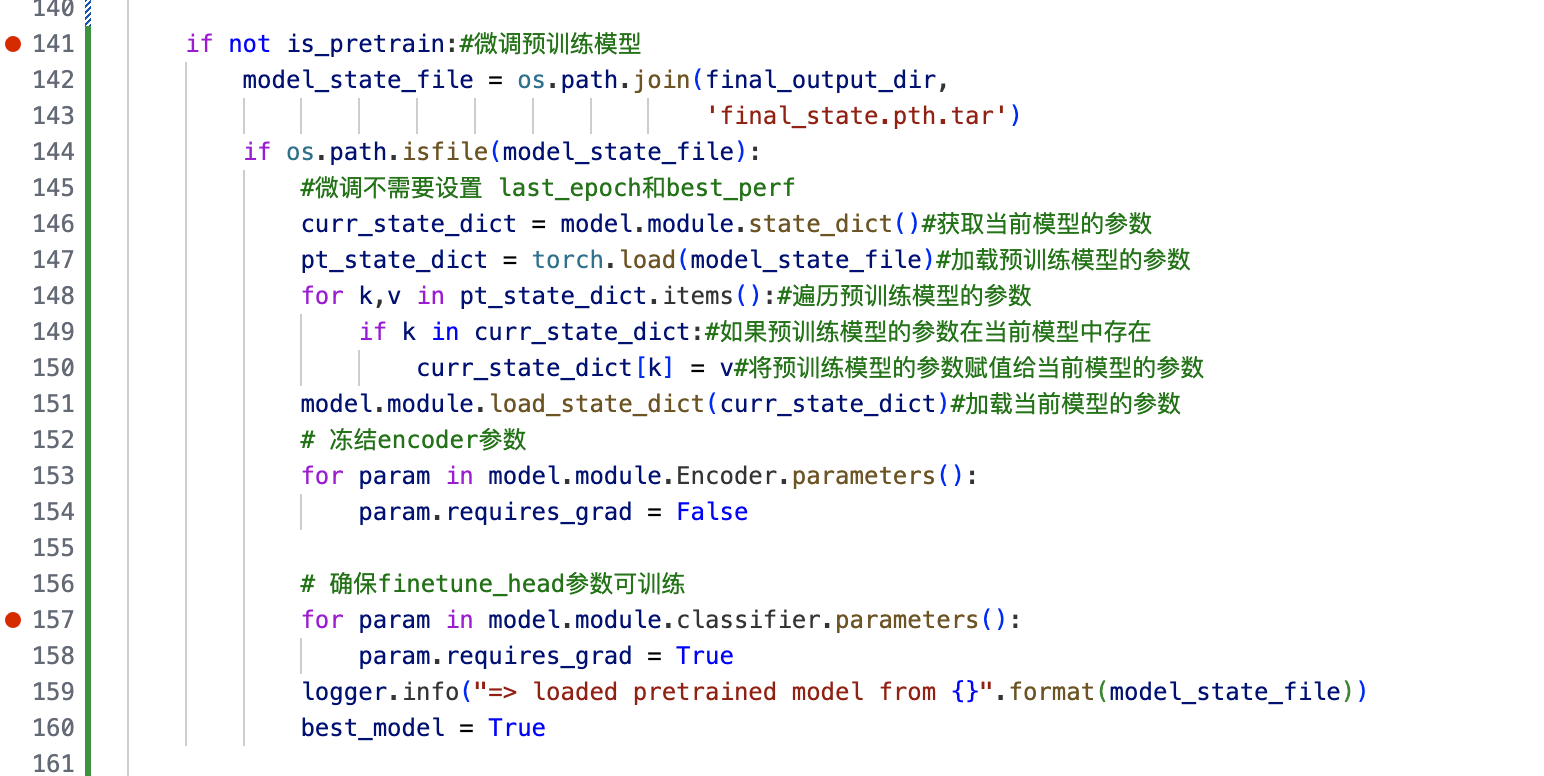 140
141 if not is_pretrain:#微调预训练模型
142 model_state_file = os.path.join(final_output_dir,
143 'final_state.pth.tar')
144 if os.path.isfile(model_state_file):
145 #微调不需要设置 last_epoch和best_perf
146 curr_state_dict = model.module.state_dict()#获取当前模型的参数
147 pt_state_dict = torch.load(model_state_file)#加载预训练模型的参数
148 for k,v in pt_state_dict.items():#遍历预训练模型的参数
149 if k in curr_state_dict:#如果预训练模型的参数在当前模型中存在
150 curr_state_dict[k] = v#将预训练模型的参数赋值给当前模型的参数
151 model.module.load_state_dict(curr_state_dict)#加载当前模型的参数
152 # 冻结encoder参数
153 for param in model.module.Encoder.parameters():
154 param.requires_grad = False
155
156 # 确保finetune_head参数可训练
157 for param in model.module.classifier.parameters():
158 param.requires_grad = True
159 logger.info("=> loaded pretrained model from {}".format(model_state_file))
160 best_model = True
161